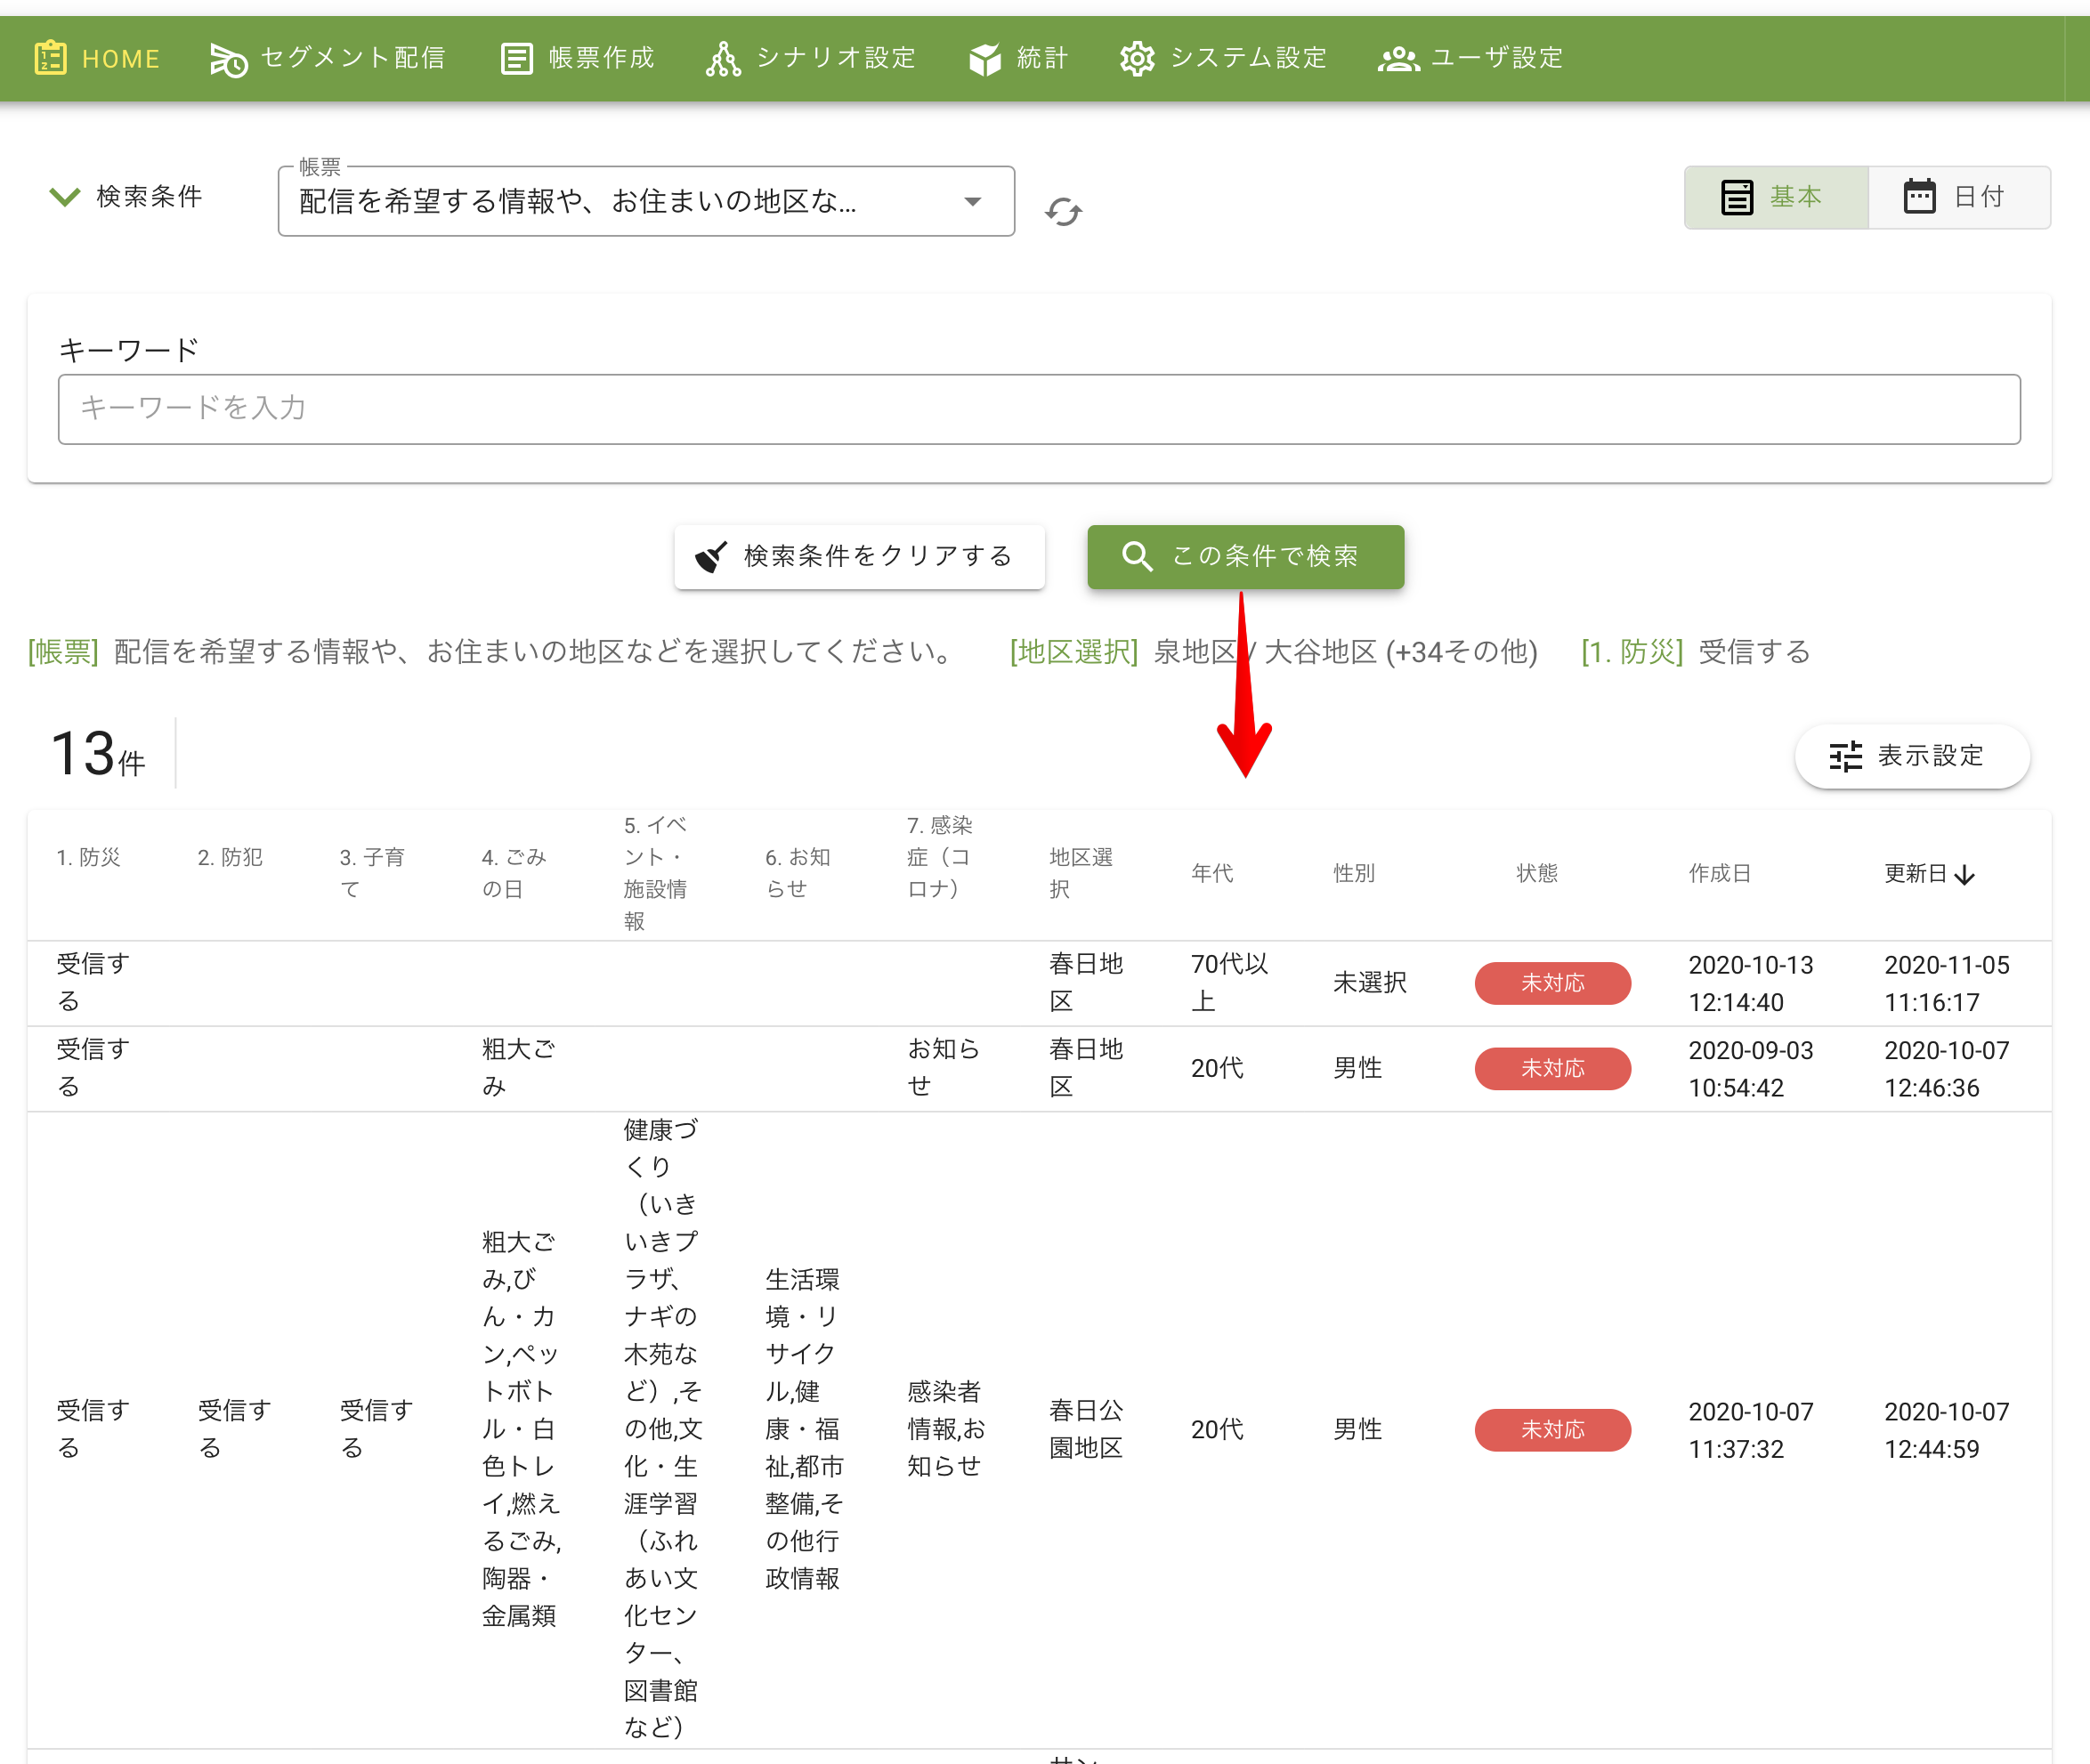 HOME セグメント配信 帳票作成 シナリオ設定 統計 システム設定 ユーザ設定
検索条件
帳票
配信を希望する情報や、お住まいの地区な...
基本 日付
キーワード
キーワードを入力
検索条件をクリアする この条件で検索
[帳票] 配信を希望する情報や、お住まいの地区などを選択してください。 [地区選択] 泉地区 / 大谷地区 (+34その他) [1. 防災] 受信する
13件
表示設定
1. 防災
2. 防犯
3. 子育
て
4. ごみ
の日
5. イベ
ント・
施設情
報
6. お知
らせ
7. 感染
症（コ
ロナ）
地区選
択
年代
性別
状態
作成日
更新日
受信す
る
春日地
区
70代以
上
未選択
未対応
2020-10-13
12:14:40
2020-11-05
11:16:17
受信す
る
粗大ご
み
お知ら
せ
春日地
区
20代
男性
未対応
2020-09-03
10:54:42
2020-10-07
12:46:36
受信す
る
受信す
る
受信す
る
粗大ご
み,び
ん・カ
ン,ペッ
トボト
ル・白
色トレ
イ,燃え
るごみ,
陶器・
金属類
健康づ
くり
（いき
いきプ
ラザ、
ナギの
木苑な
ど）,そ
の他,文
化・生
涯学習
（ふれ
あい文
化セン
ター、
図書館
など）
生活環
境・リ
サイク
ル,健
康・福
祉,都市
整備,そ
の他行
政情報
感染者
情報,お
知らせ
春日公
園地区
20代
男性
未対応
2020-10-07
11:37:32
2020-10-07
12:44:59